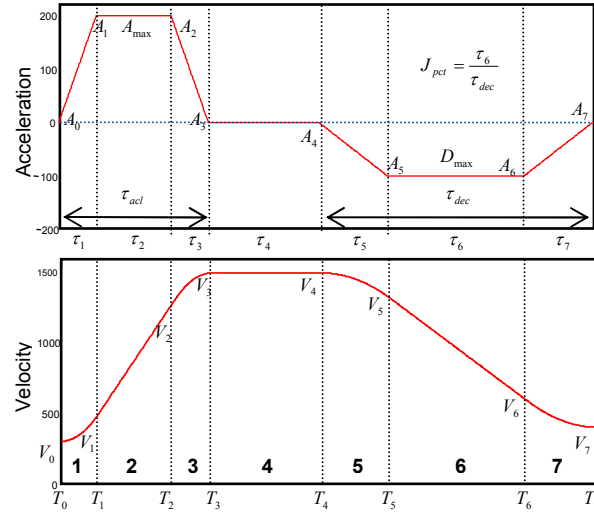 200
A1
Amax
A2
Jpct = τ6 / τdec
100
Acceleration
0
A0
A3
A4
A7
A5
Dmax
A6
−100
τacl
τdec
−200
τ1 τ2 τ3 τ4 τ5 τ6 τ7
1500
V3
V4
V5
V2
1000
Velocity
500
V6
V0
V1
V7
1 2 3 4 5 6 7
0
T0 T1 T2 T3 T4 T5 T6 T